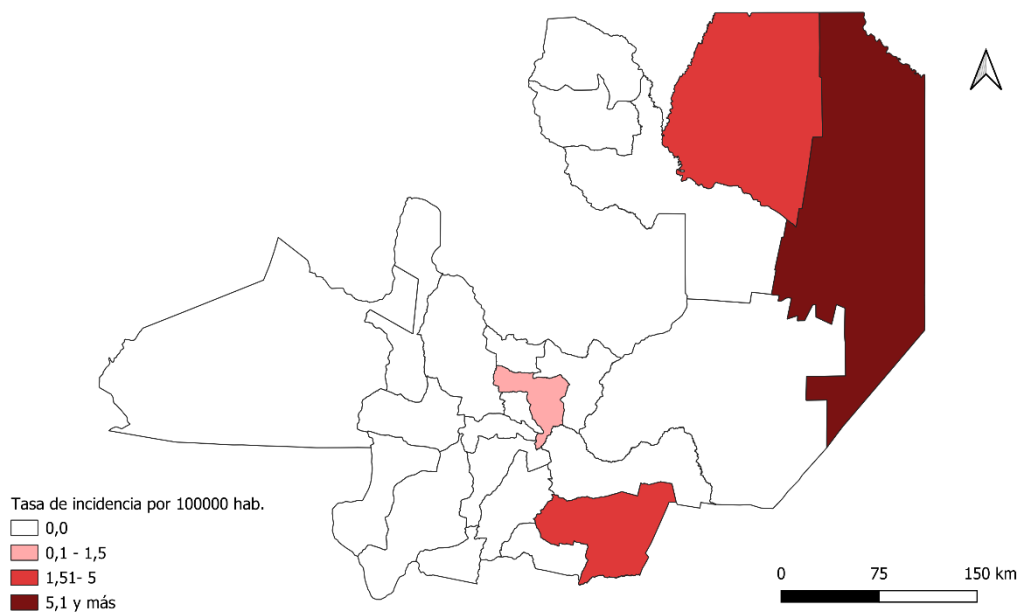 Tasa de incidencia por 100000 hab.
0,0
0,1 - 1,5
1,51- 5
5,1 y más
0 75 150 km